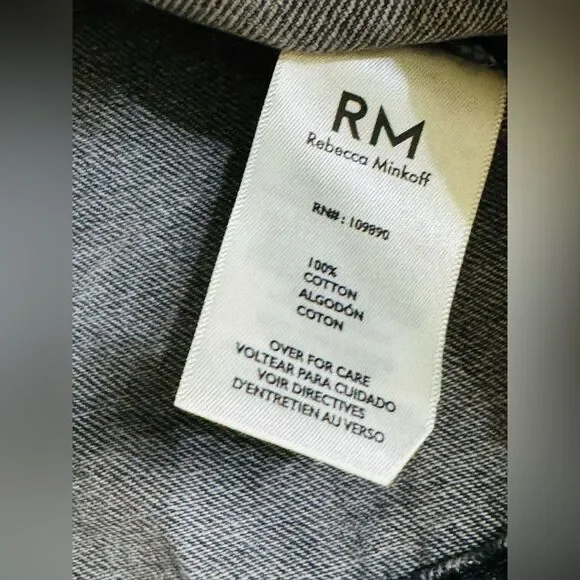 RM
Rebecca Minkoff
RN# : 109890
100%
COTTON
ALGODÓN
COTON
OVER FOR CARE
VOLTEAR PARA CUIDADO
VOIR DIRECTIVES
D'ENTRETIEN AU VERSO